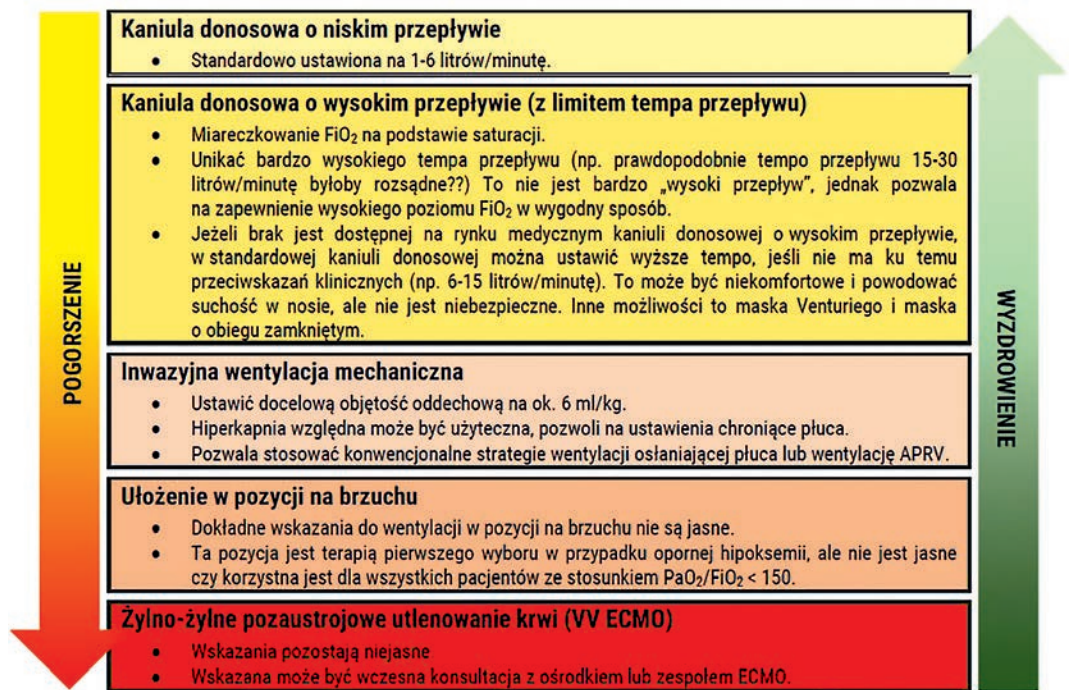 Kaniula donosowa o niskim przepływie
• Standardowo ustawiona na 1-6 litrów/minutę.
Kaniula donosowa o wysokim przepływie (z limitem tempa przepływu)
• Miareczkowanie FiO₂ na podstawie saturacji.
• Unikać bardzo wysokiego tempa przepływu (np. prawdopodobnie tempo przepływu 15-30
litrów/minutę byłoby rozsądne??) To nie jest bardzo „wysoki przepływ”, jednak pozwala
na zapewnienie wysokiego poziomu FiO₂ w wygodny sposób.
• Jeżeli brak jest dostępnej na rynku medycznym kaniuli donosowej o wysokim przepływie,
w standardowej kaniuli donosowej można ustawić wyższe tempo, jeśli nie ma ku temu
przeciwskazań klinicznych (np. 6-15 litrów/minutę). To może być niekomfortowe i powodować
suchość w nosie, ale nie jest niebezpieczne. Inne możliwości to maska Venturiego i maska
o obiegu zamkniętym.
Inwazyjna wentylacja mechaniczna
• Ustawić docelową objętość oddechową na ok. 6 ml/kg.
• Hiperkapnia względna może być użyteczna, pozwoli na ustawienia chroniące płuca.
• Pozwala stosować konwencjonalne strategie wentylacji osłaniającej płuca lub wentylację APRV.
Ułożenie w pozycji na brzuchu
• Dokładne wskazania do wentylacji w pozycji na brzuchu nie są jasne.
• Ta pozycja jest terapią pierwszego wyboru w przypadku opornej hipoksemii, ale nie jest jasne
czy korzystna jest dla wszystkich pacjentów ze stosunkiem PaO₂/FiO₂ < 150.
Żylno-żylne pozaustrojowe utlenowanie krwi (VV ECMO)
• Wskazania pozostają niejasne
• Wskazana może być wczesna konsultacja z ośrodkiem lub zespołem ECMO.
POGORSZENIE
WYZDROWIENIE